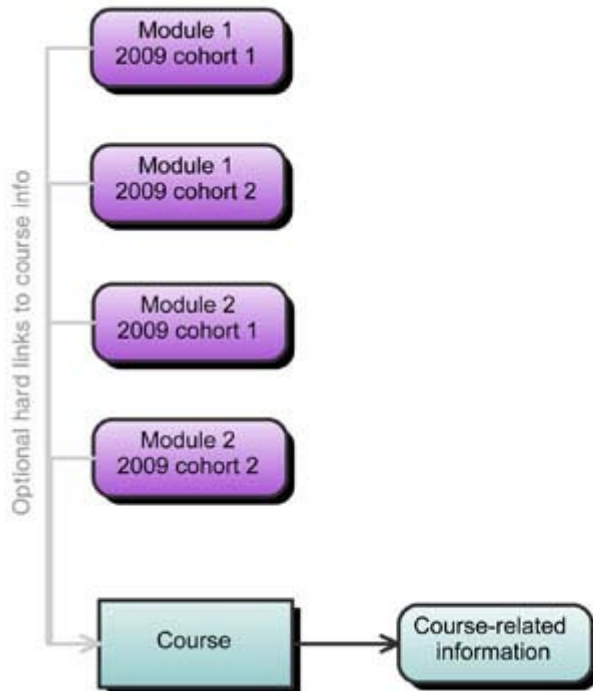 Module 1
2009 cohort 1
Module 1
2009 cohort 2
Module 2
2009 cohort 1
Module 2
2009 cohort 2
Optional hard links to course info
Course
Course-related
information